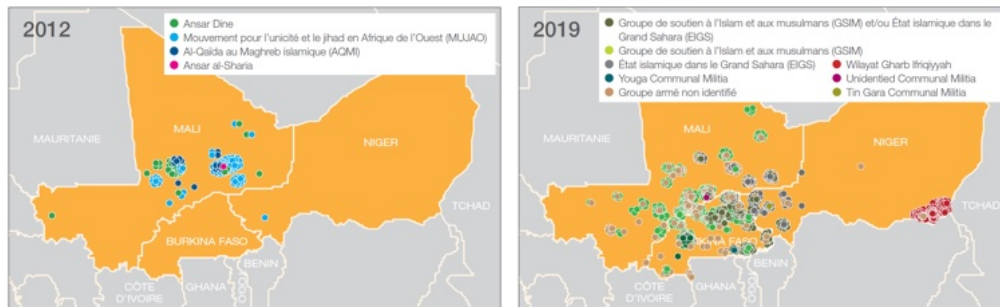 2012
Ansar Dine
Mouvement pour l'unicité et le jihad en Afrique de l'Ouest (MUJAO)
Al-Qaïda au Maghreb islamique (AQMI)
Ansar al-Sharia
MAURITANIE
MALI
NIGER
TCHAD
BURKINA FASO
BENIN
TOGO
CÔTE
D'IVOIRE
GHANA
2019
Groupe de soutien à l'Islam et aux musulmans (GSIM) et/ou État islamique dans le
Grand Sahara (EIGS)
Groupe de soutien à l'Islam et aux musulmans (GSIM)
État islamique dans le Grand Sahara (EIGS)
Wilayat Gharb Ifriqiyyah
Youga Communal Militia
Unidentied Communal Militia
Groupe armé non identifié
Tin Gara Communal Militia
MAURITANIE
MALI
NIGER
TCHAD
BURKINA FASO
BENIN
TOGO
CÔTE
D'IVOIRE
GHANA